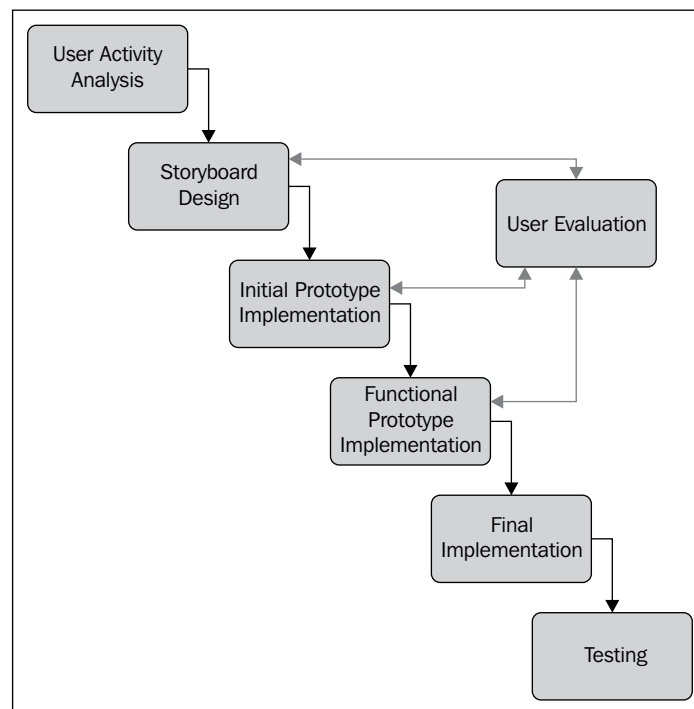 User Activity
Analysis
Storyboard
Design
User Evaluation
Initial Prototype
Implementation
Functional
Prototype
Implementation
Final
Implementation
Testing